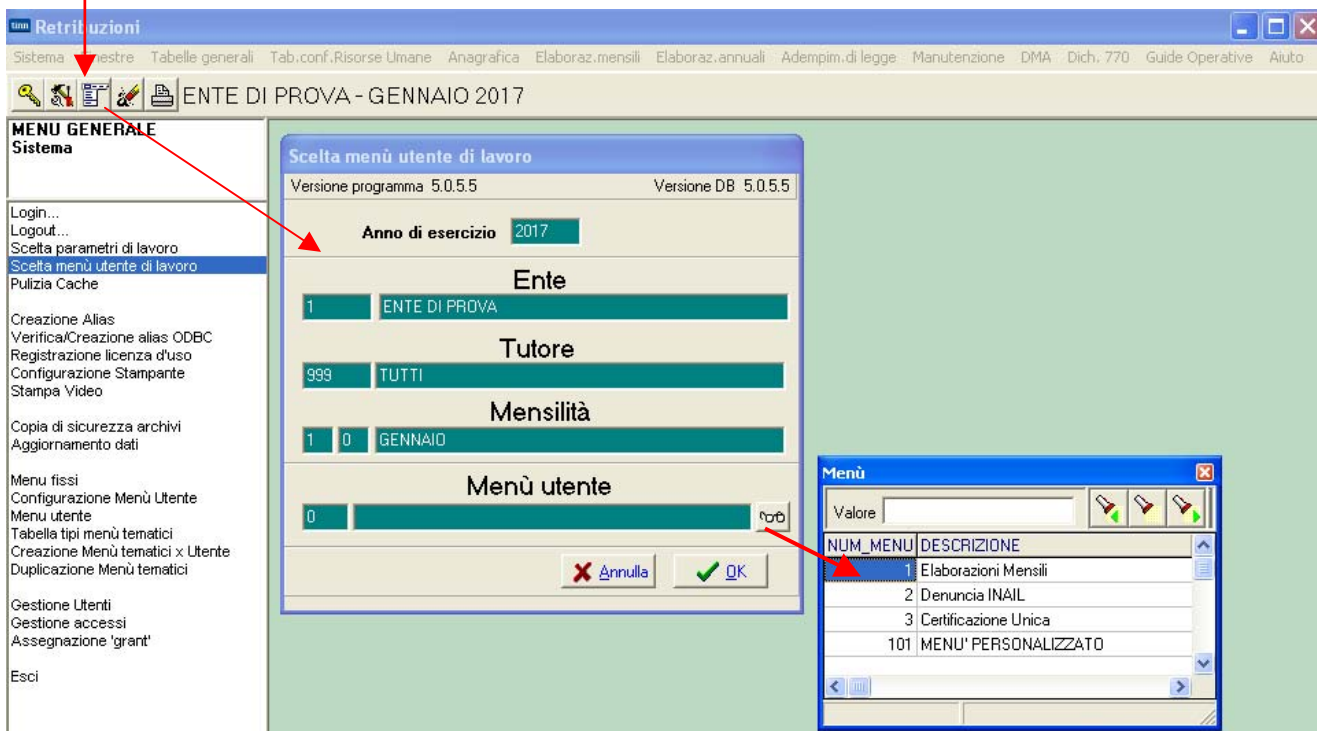 tinn Retribuzioni
Sistema nestre Tabelle generali Tab.conf.Risorse Umane Anagrafica Elaboraz.mensili Elaboraz.annuali Adempim.di legge Manutenzione DMA Dich. 770 Guide Operative Aiuto
ENTE DI PROVA - GENNAIO 2017
MENU GENERALE
Sistema
Login...
Logout...
Scelta parametri di lavoro
Scelta menù utente di lavoro
Pulizia Cache
Creazione Alias
Verifica/Creazione alias ODBC
Registrazione licenza d'uso
Configurazione Stampante
Stampa Video
Copia di sicurezza archivi
Aggiornamento dati
Menu fissi
Configurazione Menù Utente
Menu utente
Tabella tipi menù tematici
Creazione Menù tematici x Utente
Duplicazione Menù tematici
Gestione Utenti
Gestione accessi
Assegnazione 'grant'
Esci
Scelta menù utente di lavoro
Versione programma 5.0.5.5 Versione DB 5.0.5.5
Anno di esercizio 2017
Ente
1 ENTE DI PROVA
Tutore
999 TUTTI
Mensilità
1 0 GENNAIO
Menù utente
0
Annulla OK
Menù
Valore
NUM_MENU DESCRIZIONE
1 Elaborazioni Mensili
2 Denuncia INAIL
3 Certificazione Unica
101 MENU' PERSONALIZZATO